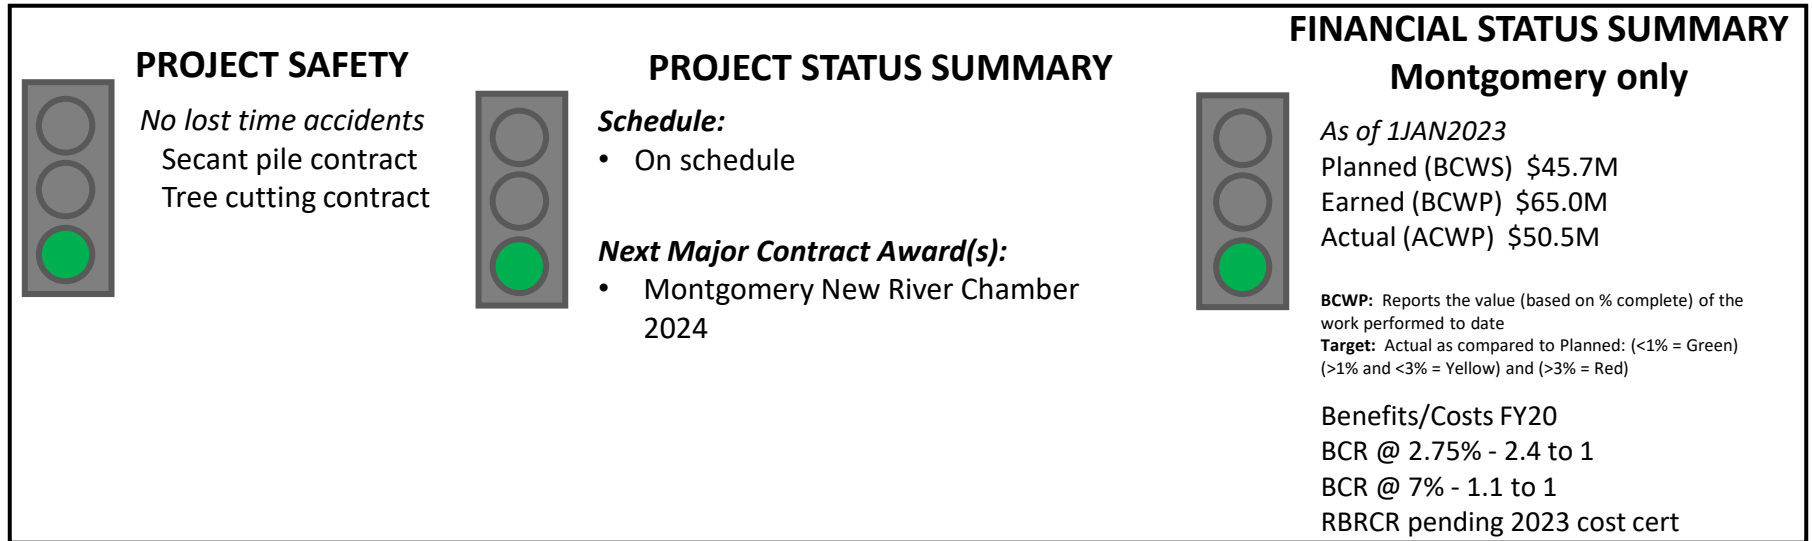 PROJECT SAFETY
No lost time accidents
Secant pile contract
Tree cutting contract
PROJECT STATUS SUMMARY
Schedule:
• On schedule
Next Major Contract Award(s):
• Montgomery New River Chamber
2024
FINANCIAL STATUS SUMMARY
Montgomery only
As of 1JAN2023
Planned (BCWS) $45.7M
Earned (BCWP) $65.0M
Actual (ACWP) $50.5M
BCWP: Reports the value (based on % complete) of the
work performed to date
Target: Actual as compared to Planned: (<1% = Green)
(>1% and <3% = Yellow) and (>3% = Red)
Benefits/Costs FY20
BCR @ 2.75% - 2.4 to 1
BCR @ 7% - 1.1 to 1
RBRCR pending 2023 cost cert